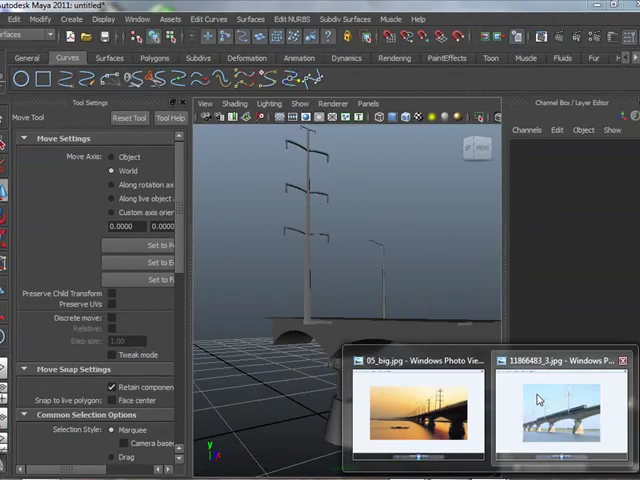 Autodesk Maya 2011: untitled*
Edit Modify Create Display Window Assets Edit Curves Surfaces Edit NURBS Subdiv Surfaces Muscle Help
General Curves Surfaces Polygons Subdivs Deformation Animation Dynamics Rendering PaintEffects Toon Muscle Fluids Fur
Tool Settings
Move Tool Reset Tool Tool Help
View Shading Lighting Show Renderer Panels
Channel Box / Layer Editor
Channels Edit Object Show
Move Settings
Move Axis: Object
World
Along rotation ax
Along live object a
Custom axis orien
0.0000 0.0000
Set to P
Set to E
Set to F
Preserve Child Transform
Preserve UVs
Discrete move:
Relative:
Step size: 1.00
Tweak mode
Move Snap Settings
Retain componen
Snap to live polygon: Face center
Common Selection Options
Selection Style: Marquee
Camera base
Drag
FRONT
05_big.jpg - Windows Photo Vie...
11866483_3.jpg - Windows P...
y
x